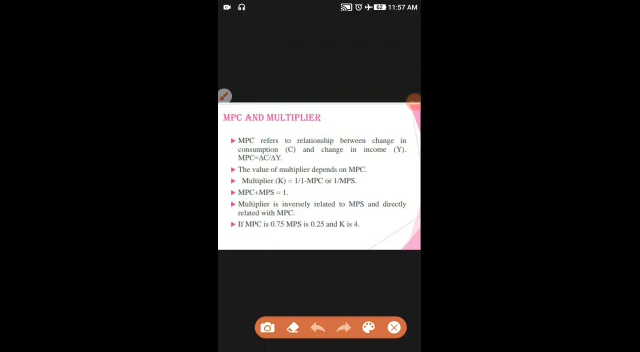 62 11:57 AM
MPC AND MULTIPLIER
MPC refers to relationship between change in
consumption (C) and change in income (Y).
MPC=ΔC/ΔY.
The value of multiplier depends on MPC.
Multiplier (K) = 1/1-MPC or 1/MPS.
MPC+MPS = 1.
Multiplier is inversely related to MPS and directly
related with MPC.
If MPC is 0.75 MPS is 0.25 and K is 4.